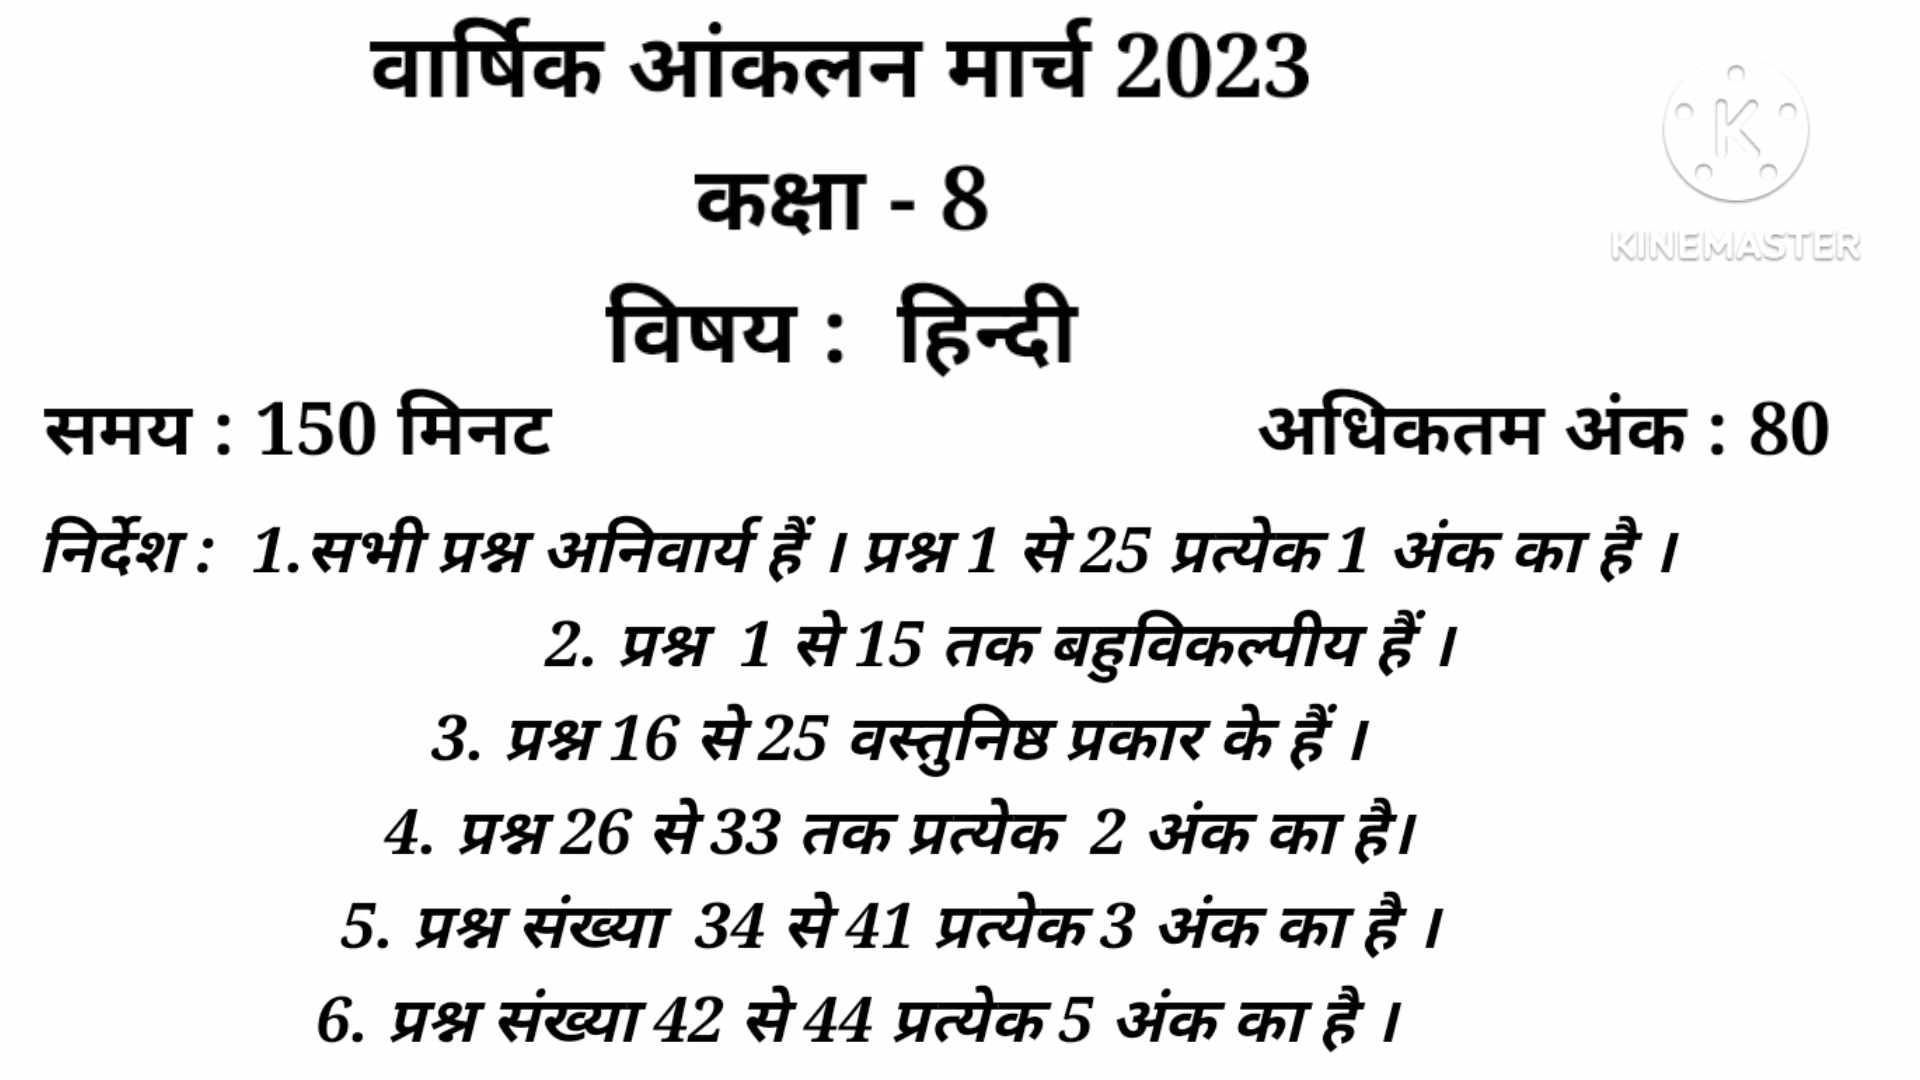 वार्षिक आंकलन मार्च 2023
कक्षा - 8
विषय : हिन्दी
समय : 150 मिनट अधिकतम अंक : 80
निर्देश : 1.सभी प्रश्न अनिवार्य हैं । प्रश्न 1 से 25 प्रत्येक 1 अंक का है ।
2. प्रश्न 1 से 15 तक बहुविकल्पीय हैं ।
3. प्रश्न 16 से 25 वस्तुनिष्ठ प्रकार के हैं ।
4. प्रश्न 26 से 33 तक प्रत्येक 2 अंक का है।
5. प्रश्न संख्या 34 से 41 प्रत्येक 3 अंक का है ।
6. प्रश्न संख्या 42 से 44 प्रत्येक 5 अंक का है ।
K
KINEMASTER